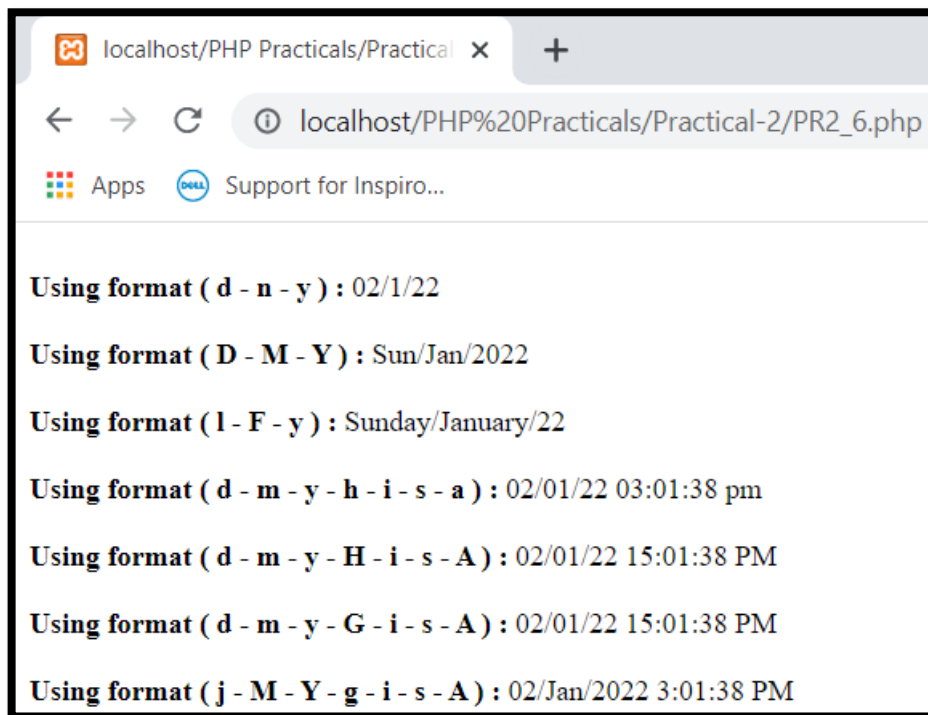 localhost/PHP Practicals/Practical
localhost/PHP%20Practicals/Practical-2/PR2_6.php
Apps DELL Support for Inspiro...
Using format ( d - n - y ) : 02/1/22
Using format ( D - M - Y ) : Sun/Jan/2022
Using format ( l - F - y ) : Sunday/January/22
Using format ( d - m - y - h - i - s - a ) : 02/01/22 03:01:38 pm
Using format ( d - m - y - H - i - s - A ) : 02/01/22 15:01:38 PM
Using format ( d - m - y - G - i - s - A ) : 02/01/22 15:01:38 PM
Using format ( j - M - Y - g - i - s - A ) : 02/Jan/2022 3:01:38 PM